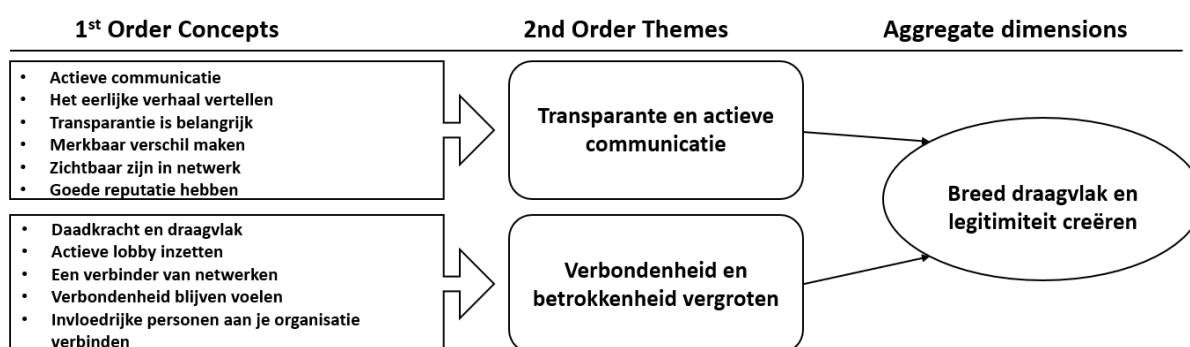 1st Order Concepts
2nd Order Themes
Aggregate dimensions
• Actieve communicatie
• Het eerlijke verhaal vertellen
• Transparantie is belangrijk
• Merkbaar verschil maken
• Zichtbaar zijn in netwerk
• Goede reputatie hebben
Transparante en actieve
communicatie
• Daadkracht en draagvlak
• Actieve lobby inzetten
• Een verbinder van netwerken
• Verbondenheid blijven voelen
• Invloedrijke personen aan je organisatie
verbinden
Verbondenheid en
betrokkenheid vergroten
Breed draagvlak en
legitimiteit creëren